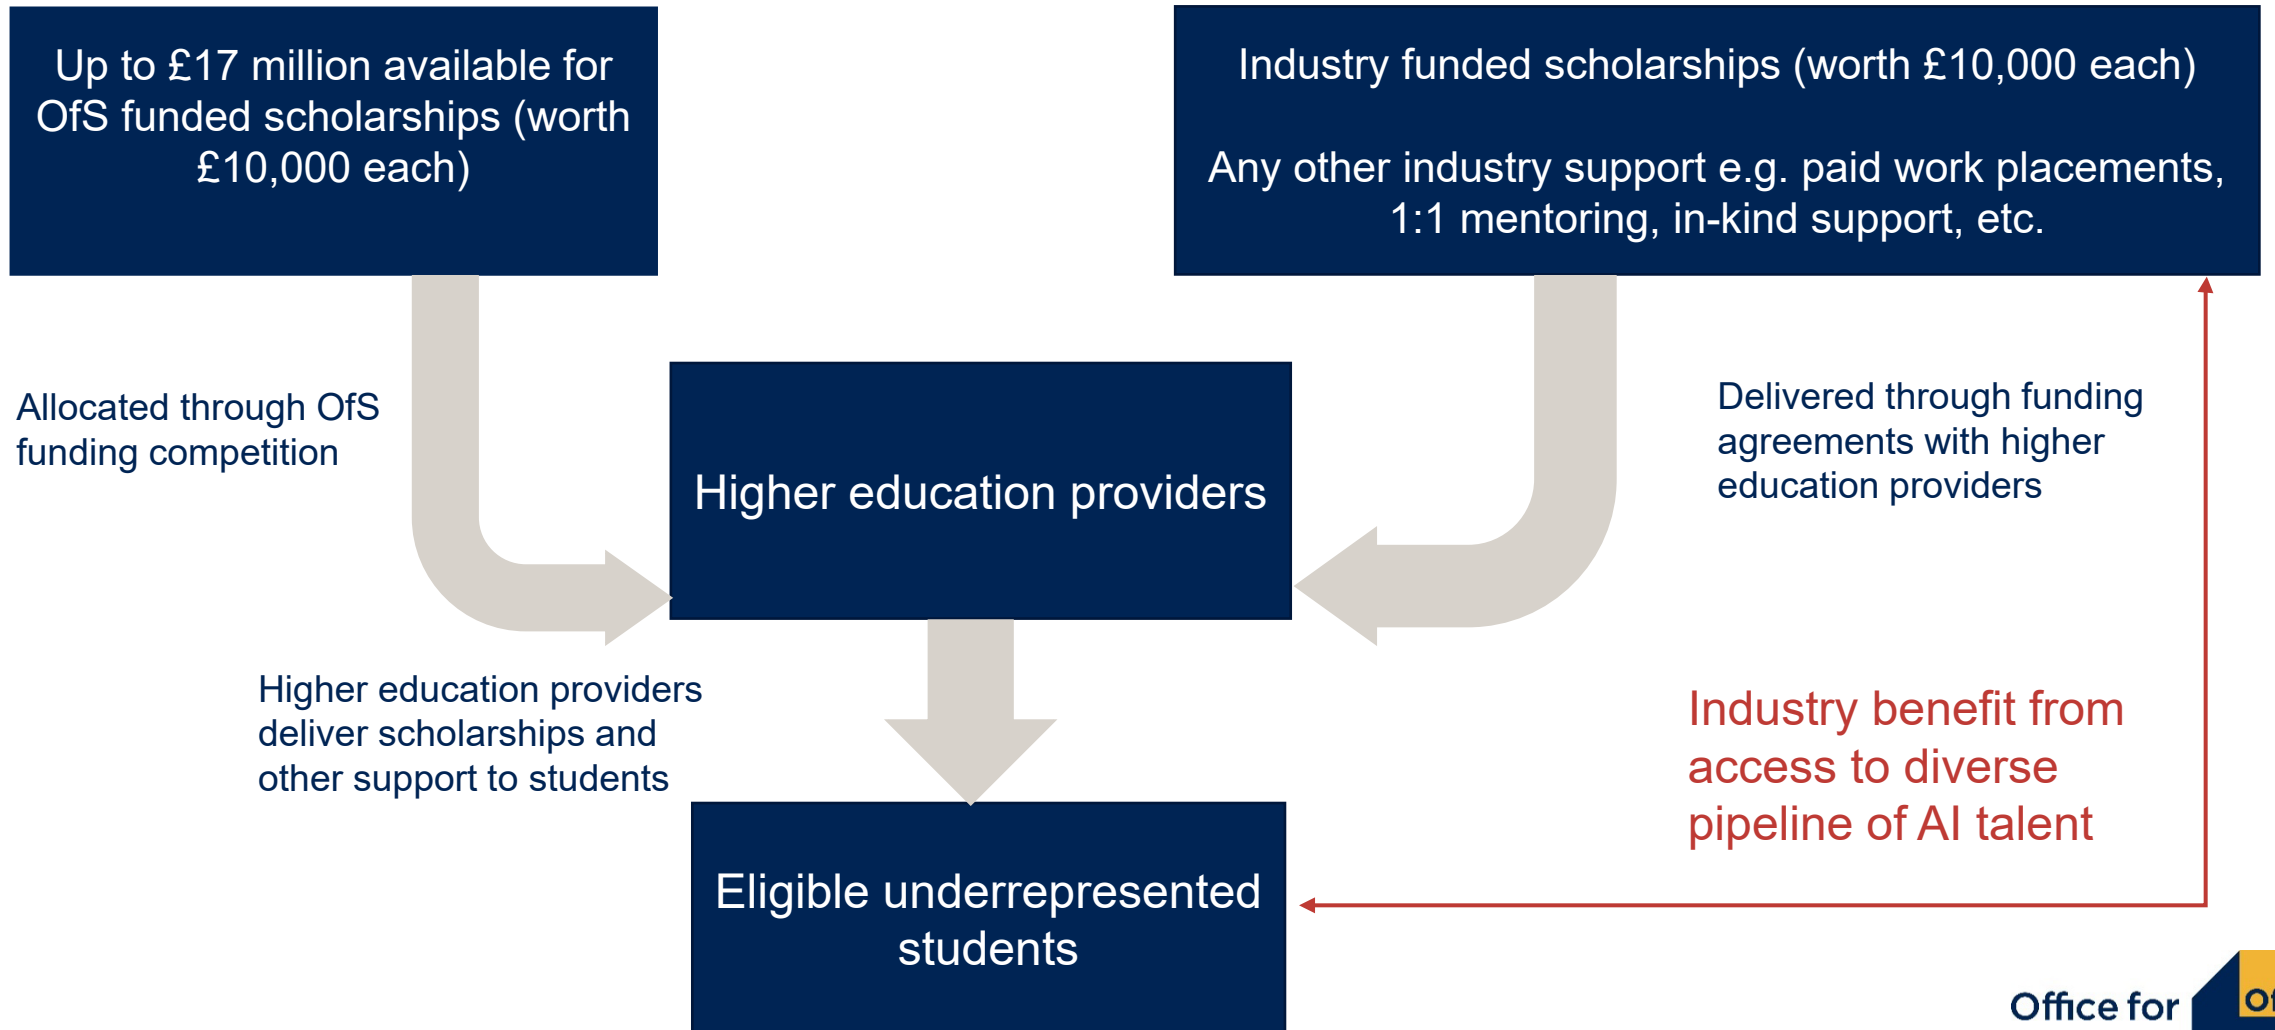 Up to £17 million available for
OfS funded scholarships (worth
£10,000 each)
Industry funded scholarships (worth £10,000 each)
Any other industry support e.g. paid work placements,
1:1 mentoring, in-kind support, etc.
Allocated through OfS
funding competition
Higher education providers
Delivered through funding
agreements with higher
education providers
Higher education providers
deliver scholarships and
other support to students
Industry benefit from
access to diverse
pipeline of AI talent
Eligible underrepresented
students
Office for